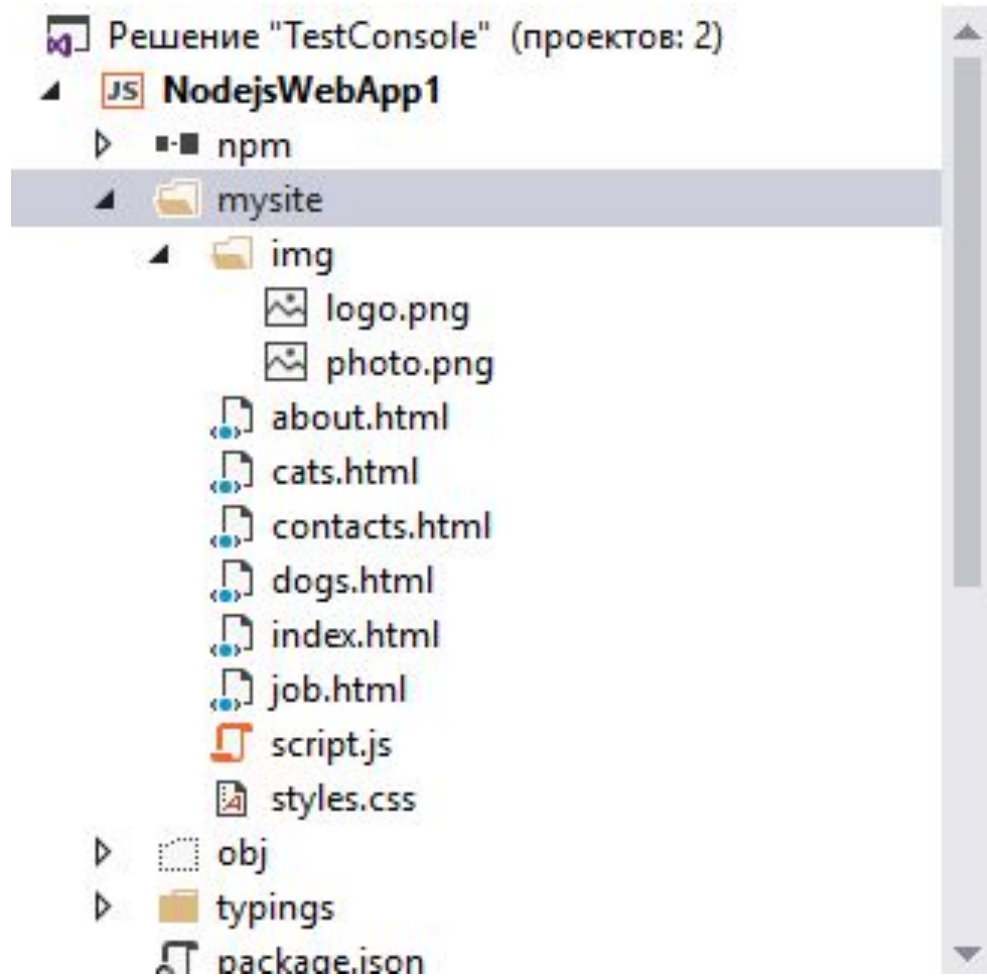 Решение "TestConsole" (проектов: 2)
JS NodejsWebApp1
npm
mysite
img
logo.png
photo.png
about.html
cats.html
contacts.html
dogs.html
index.html
job.html
script.js
styles.css
obj
typings
package.json